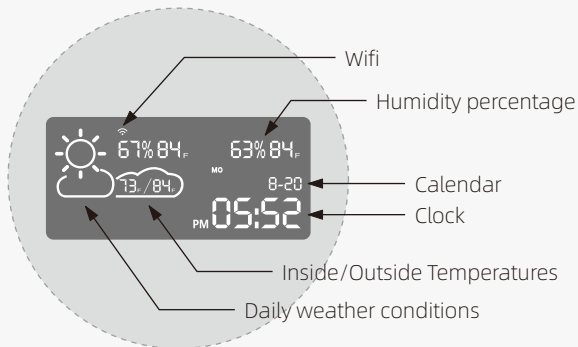 Wifi
Humidity percentage
67% 84F 63% 84F
MO
73F/84F 8-20
Calendar
PM 05:52
Clock
Inside/Outside Temperatures
Daily weather conditions